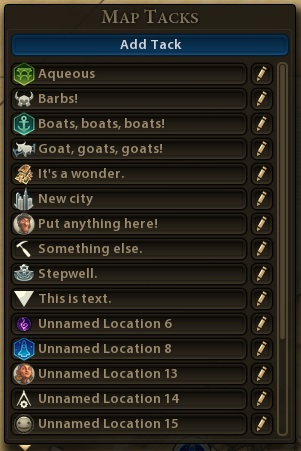 Map Tacks
Add Tack
Aqueous
Barbs!
Boats, boats, boats!
Goat, goats, goats!
It's a wonder.
New city
Put anything here!
Something else.
Stepwell.
This is text.
Unnamed Location 6
Unnamed Location 8
Unnamed Location 13
Unnamed Location 14
Unnamed Location 15